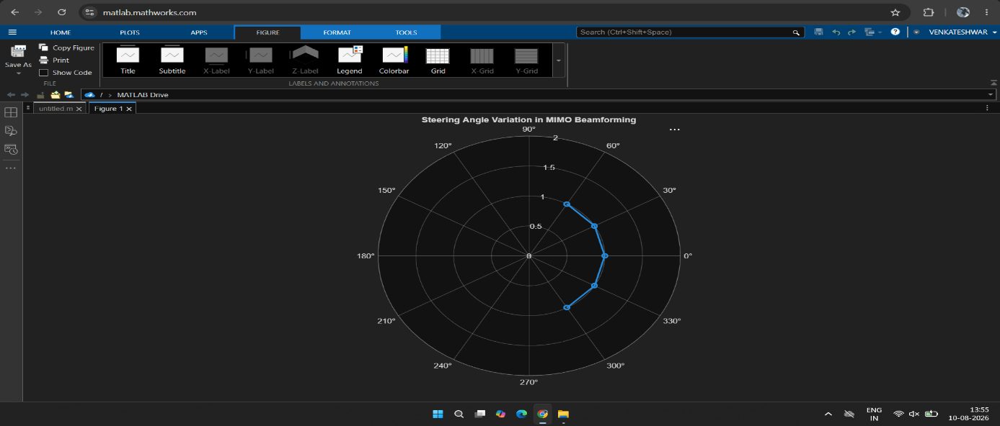 matlab.mathworks.com
HOME PLOTS APPS FIGURE FORMAT TOOLS Search (Ctrl+Shift+Space) ? VENKATESHWAR
Save As
Copy Figure
Print
Show Code
FILE
Title Subtitle X-Label Y-Label Z-Label Legend Colorbar Grid X-Grid Y-Grid
LABELS AND ANNOTATIONS
/ > MATLAB Drive
untitled.m × Figure 1 ×
Steering Angle Variation in MIMO Beamforming
90°
2
120° 60°
1.5
150° 30°
1
0.5
180° 0 0°
210° 330°
240° 300°
270°
ENG
IN
13:55
10-08-2026